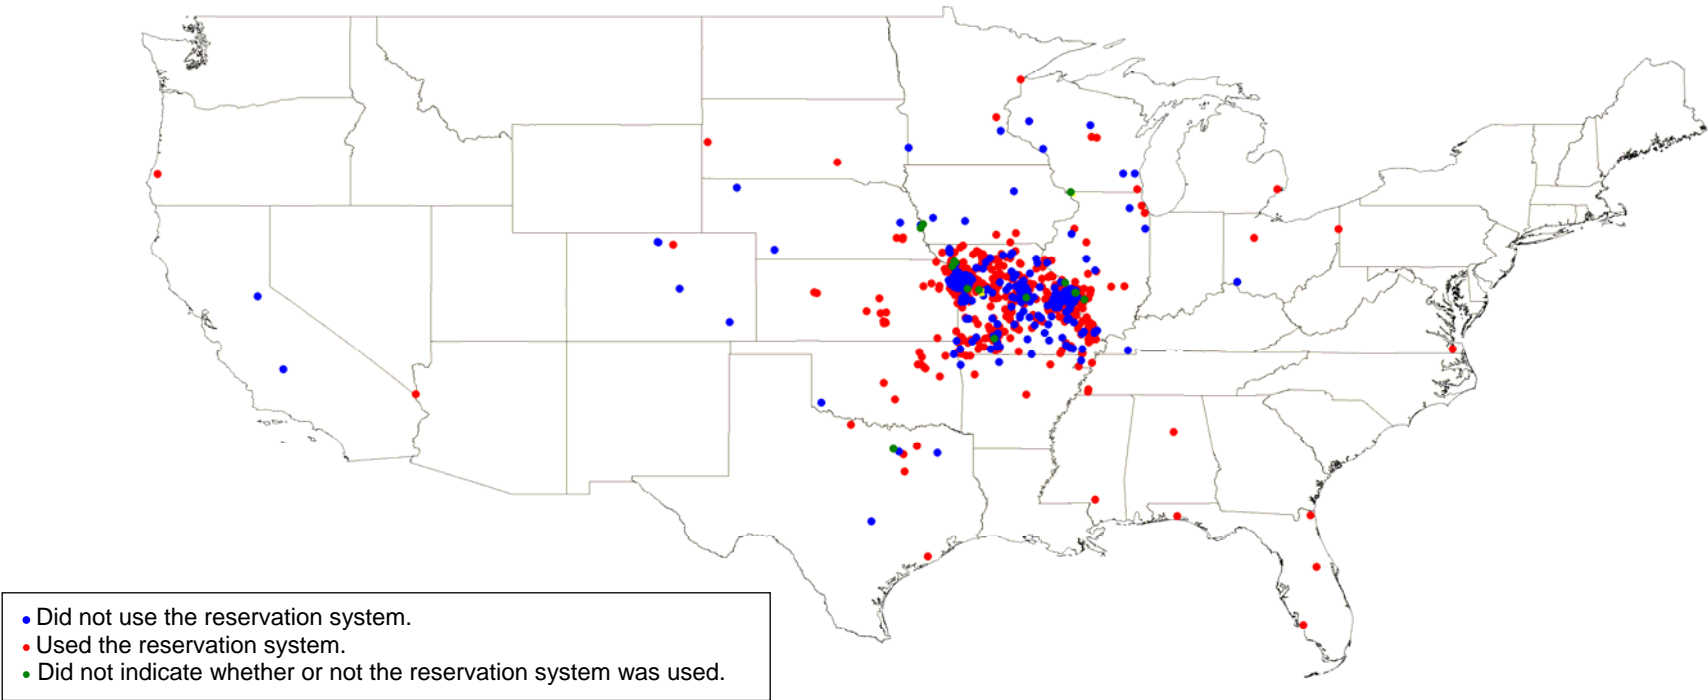 Did not use the reservation system.
Used the reservation system.
Did not indicate whether or not the reservation system was used.